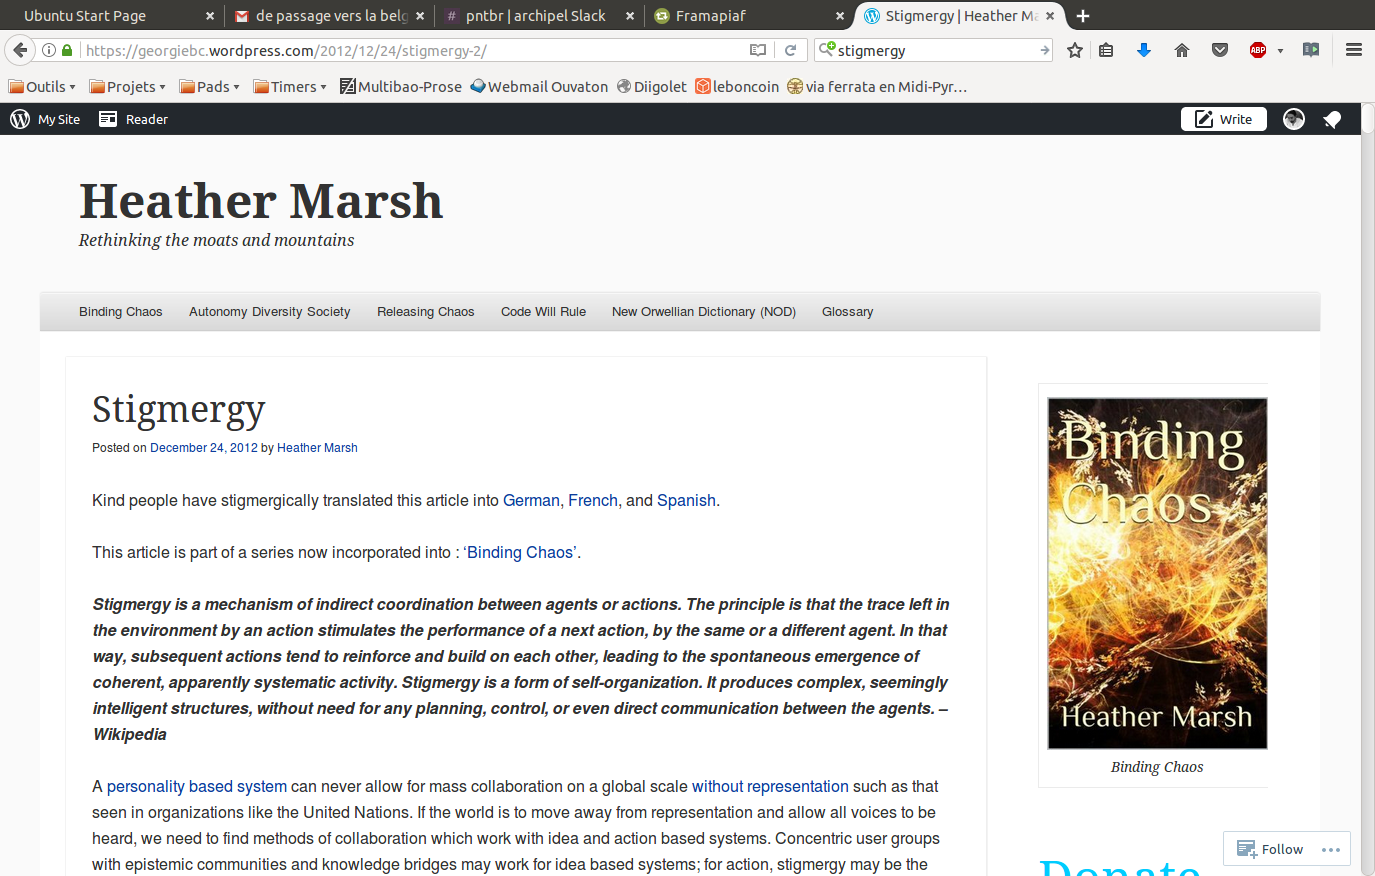 Ubuntu Start Page
de passage vers la belg
# pntbr | archipel Slack
Framapiaf
Stigmergy | Heather Ma
https://georgiebc.wordpress.com/2012/12/24/stigmergy-2/
stigmergy
ABP
Outils
Projets
Pads
Timers
Multibao-Prose
Webmail Ouvaton
Diigolet
leboncoin
via ferrata en Midi-Pyr…
My Site
Reader
Write
Heather Marsh
Rethinking the moats and mountains
Binding Chaos
Autonomy Diversity Society
Releasing Chaos
Code Will Rule
New Orwellian Dictionary (NOD)
Glossary
Stigmergy
Posted on December 24, 2012 by Heather Marsh
Kind people have stigmergically translated this article into German, French, and Spanish.
This article is part of a series now incorporated into : ‘Binding Chaos’.
Stigmergy is a mechanism of indirect coordination between agents or actions. The principle is that the trace left in
the environment by an action stimulates the performance of a next action, by the same or a different agent. In that
way, subsequent actions tend to reinforce and build on each other, leading to the spontaneous emergence of
coherent, apparently systematic activity. Stigmergy is a form of self-organization. It produces complex, seemingly
intelligent structures, without need for any planning, control, or even direct communication between the agents. –
Wikipedia
A personality based system can never allow for mass collaboration on a global scale without representation such as that
seen in organizations like the United Nations. If the world is to move away from representation and allow all voices to be
heard, we need to find methods of collaboration which work with idea and action based systems. Concentric user groups
with epistemic communities and knowledge bridges may work for idea based systems; for action, stigmergy may be the
Binding
Chaos
Heather Marsh
Binding Chaos
Donate
Follow